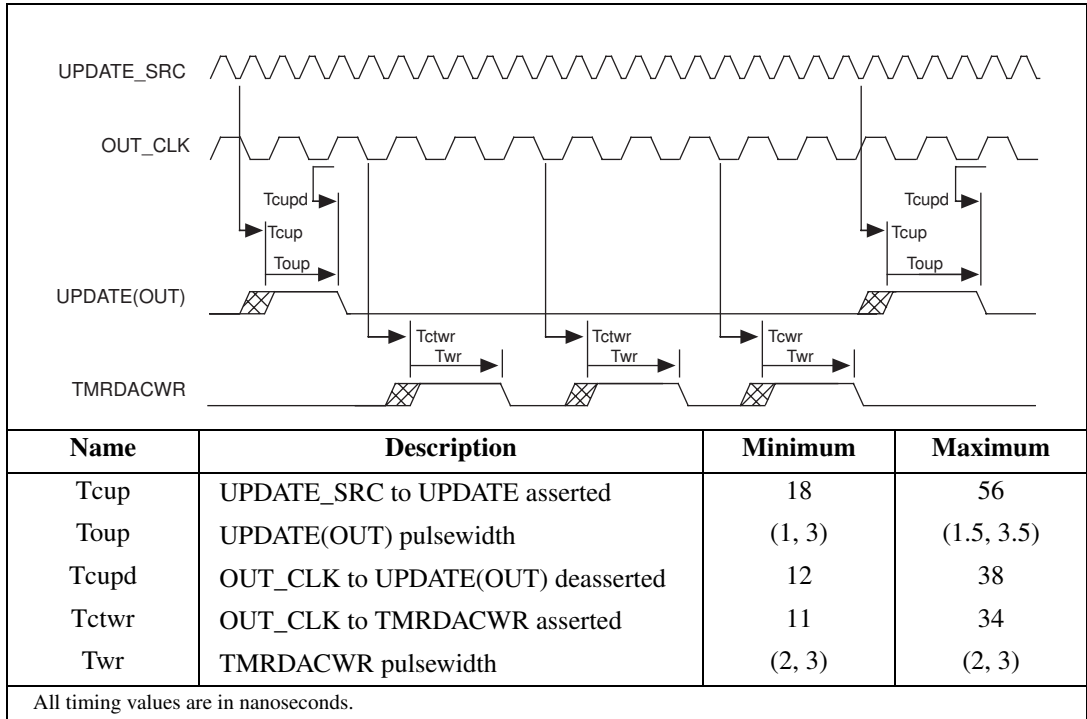 UPDATE_SRC
OUT_CLK
Tcupd
Tcupd
Tcup
Tcup
Toup
Toup
UPDATE(OUT)
Tctwr
Tctwr
Tcwr
Twr
Twr
Twr
TMRDACWR
Name Description Minimum Maximum
Tcup UPDATE_SRC to UPDATE asserted 18 56
Toup UPDATE(OUT) pulsewidth (1, 3) (1.5, 3.5)
Tcupd OUT_CLK to UPDATE(OUT) deasserted 12 38
Tctwr OUT_CLK to TMRDACWR asserted 11 34
Twr TMRDACWR pulsewidth (2, 3) (2, 3)
All timing values are in nanoseconds.